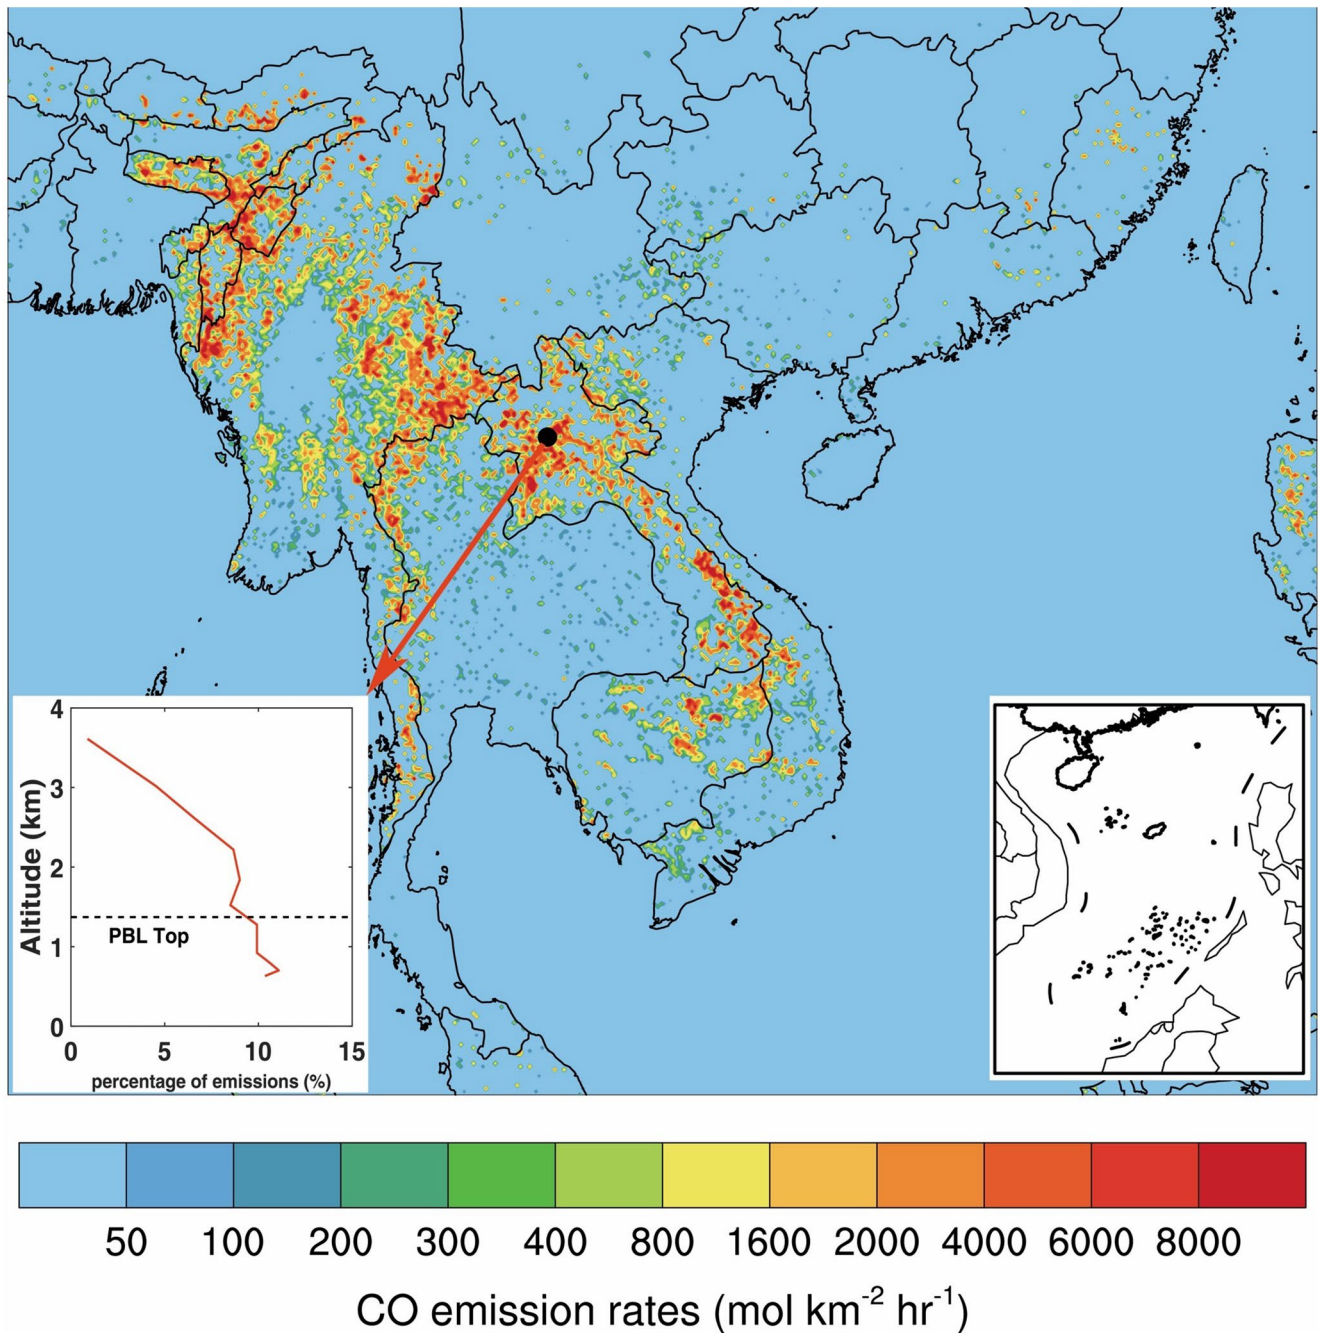 4
3
2
1
0
Altitude (km)
PBL Top
0 5 10 15
percentage of emissions (%)
50 100 200 300 400 800 1600 2000 4000 6000 8000
CO emission rates (mol km⁻² hr⁻¹)